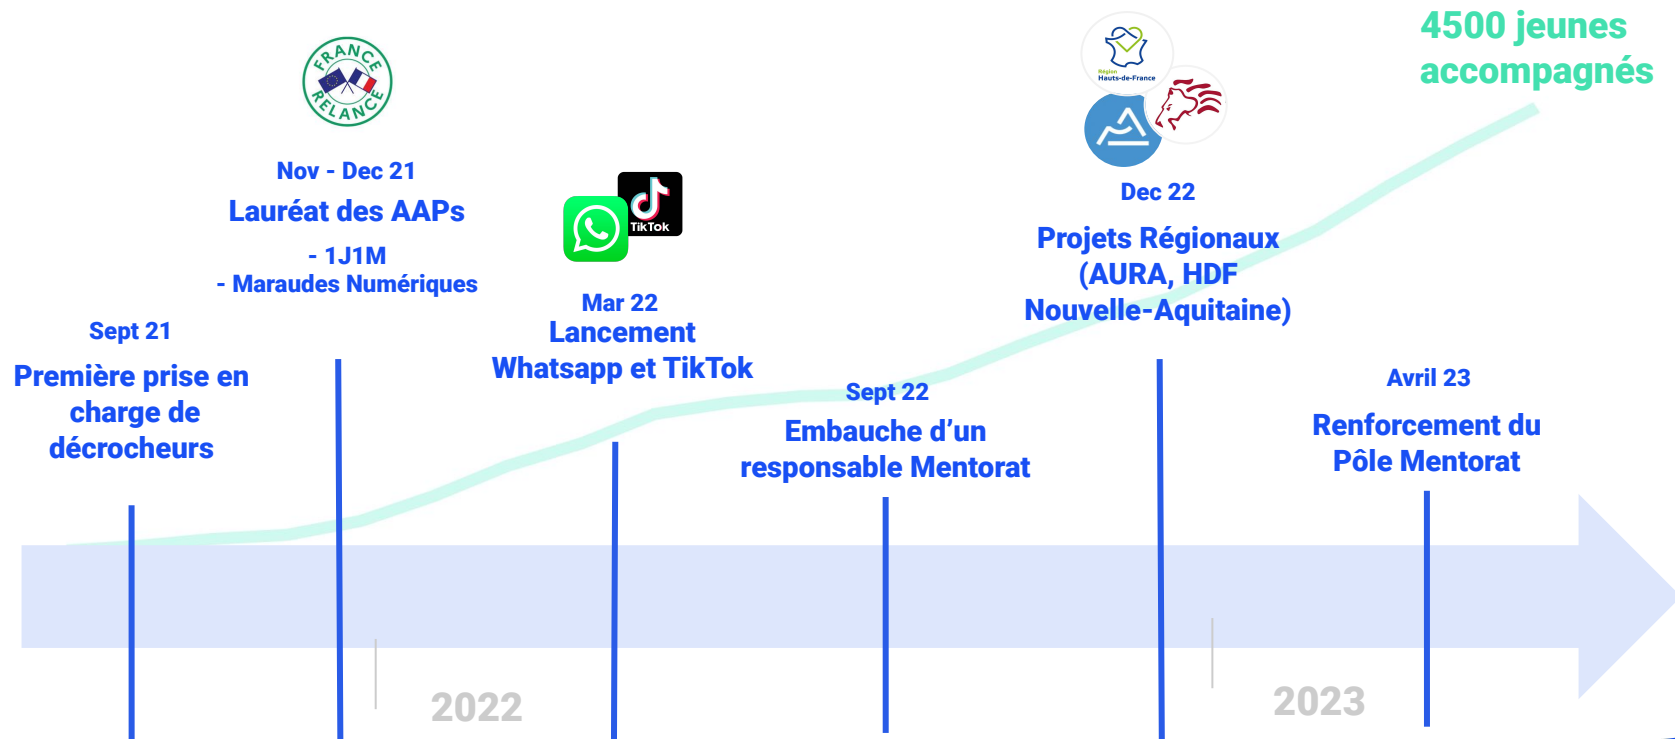 4500 jeunes
accompagnés
FRANCE
RELANCE
Région
Hauts-de-France
Nov - Dec 21
Lauréat des AAPs
- 1J1M
- Maraudes Numériques
TikTok
Dec 22
Projets Régionaux
(AURA, HDF
Nouvelle-Aquitaine)
Sept 21
Première prise en
charge de
décrocheurs
Mar 22
Lancement
Whatsapp et TikTok
Sept 22
Embauche d’un
responsable Mentorat
Avril 23
Renforcement du
Pôle Mentorat
2022
2023